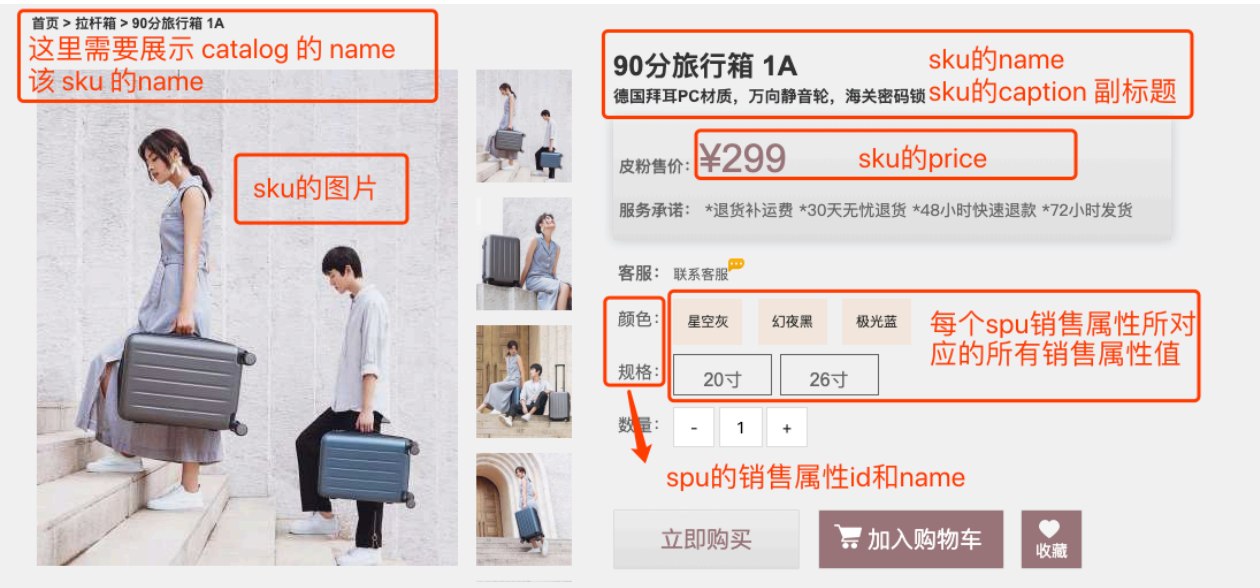 首页 > 拉杆箱 > 90分旅行箱 1A
这里需要展示 catalog 的 name
该 sku 的name
sku的图片
90分旅行箱 1A
sku的name
德国拜耳PC材质，万向静音轮，海关密码锁
sku的caption 副标题
皮粉售价: ¥299
sku的price
服务承诺: *退货补运费 *30天无忧退货 *48小时快速退款 *72小时发货
客服: 联系客服
颜色: 星空灰 幻夜黑 极光蓝
每个spu销售属性所对
应的所有销售属性值
规格: 20寸 26寸
数量: - 1 +
spu的销售属性id和name
立即购买 加入购物车 收藏